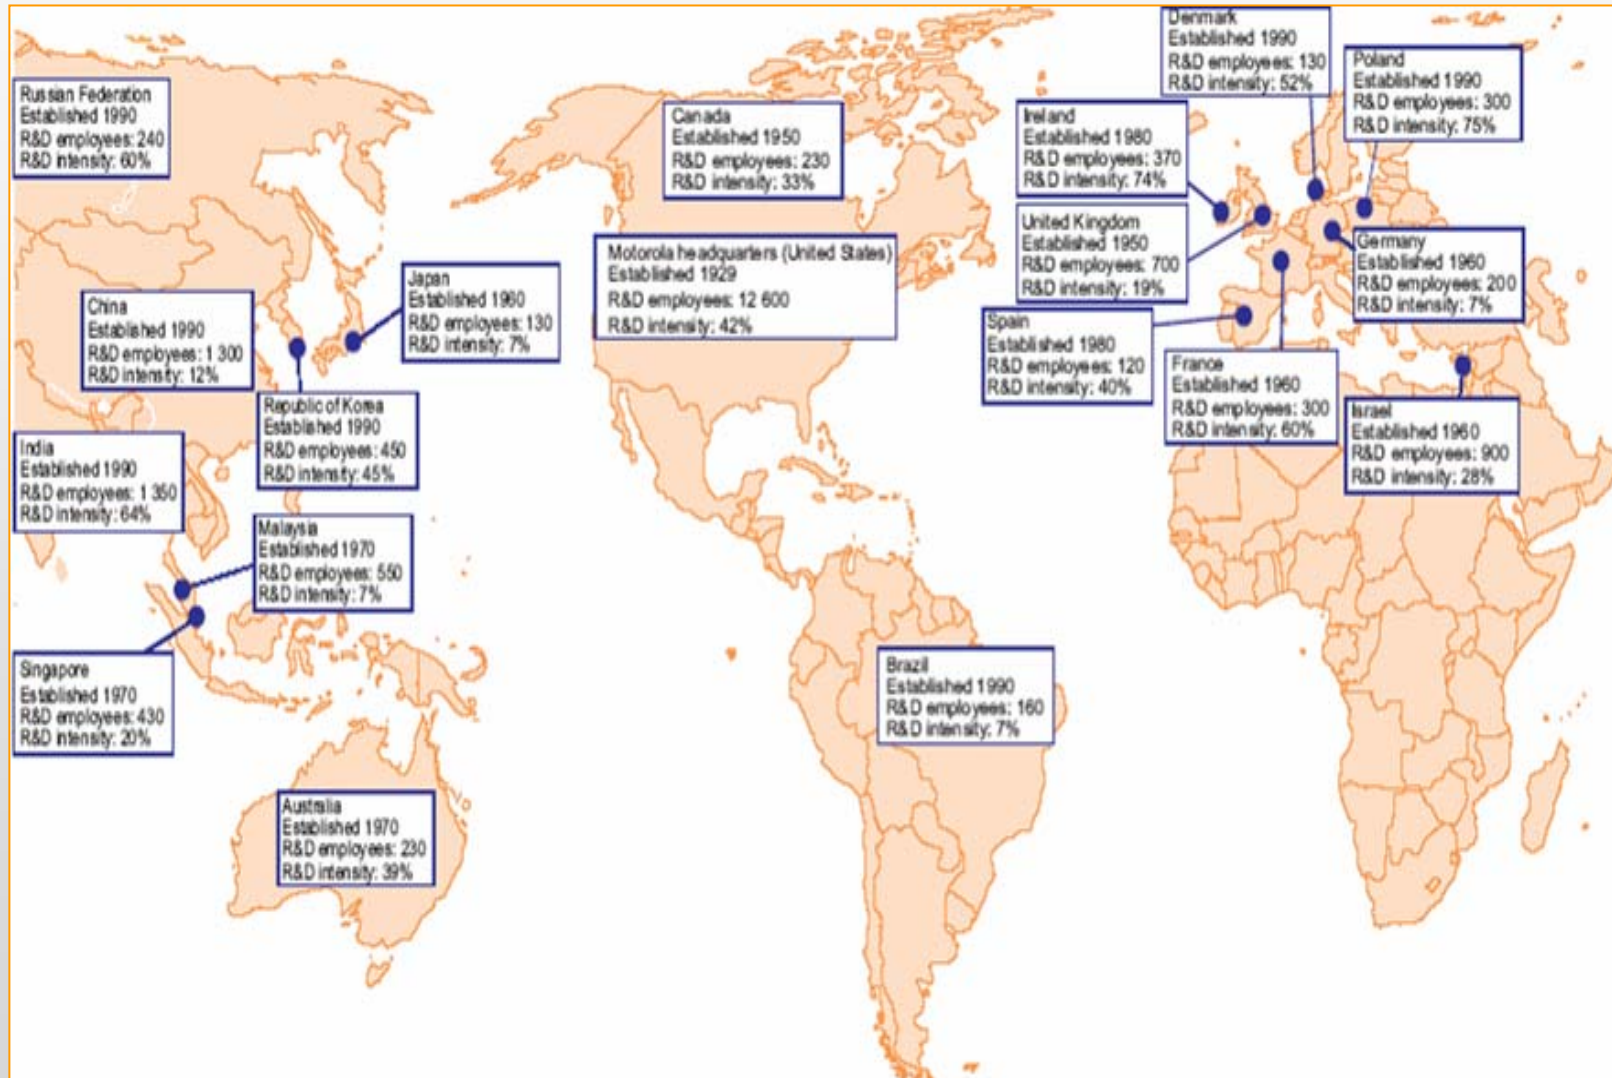 Russian Federation
Established 1990
R&D employees: 240
R&D intensity: 60%
China
Established 1990
R&D employees: 1 300
R&D intensity: 12%
Japan
Established 1960
R&D employees: 130
R&D intensity: 7%
Republic of Korea
Established 1990
R&D employees: 450
R&D intensity: 45%
India
Established 1990
R&D employees: 1 350
R&D intensity: 64%
Malaysia
Established 1970
R&D employees: 550
R&D intensity: 7%
Singapore
Established 1970
R&D employees: 430
R&D intensity: 20%
Australia
Established 1970
R&D employees: 230
R&D intensity: 39%
Canada
Established 1950
R&D employees: 230
R&D intensity: 33%
Motorola headquarters (United States)
Established 1929
R&D employees: 12 600
R&D intensity: 42%
Brazil
Established 1990
R&D employees: 160
R&D intensity: 7%
Denmark
Established 1990
R&D employees: 130
R&D intensity: 52%
Poland
Established 1990
R&D employees: 300
R&D intensity: 75%
Ireland
Established 1980
R&D employees: 370
R&D intensity: 74%
United Kingdom
Established 1950
R&D employees: 700
R&D intensity: 19%
Germany
Established 1960
R&D employees: 200
R&D intensity: 7%
Spain
Established 1980
R&D employees: 120
R&D intensity: 40%
France
Established 1960
R&D employees: 300
R&D intensity: 60%
Israel
Established 1960
R&D employees: 900
R&D intensity: 28%